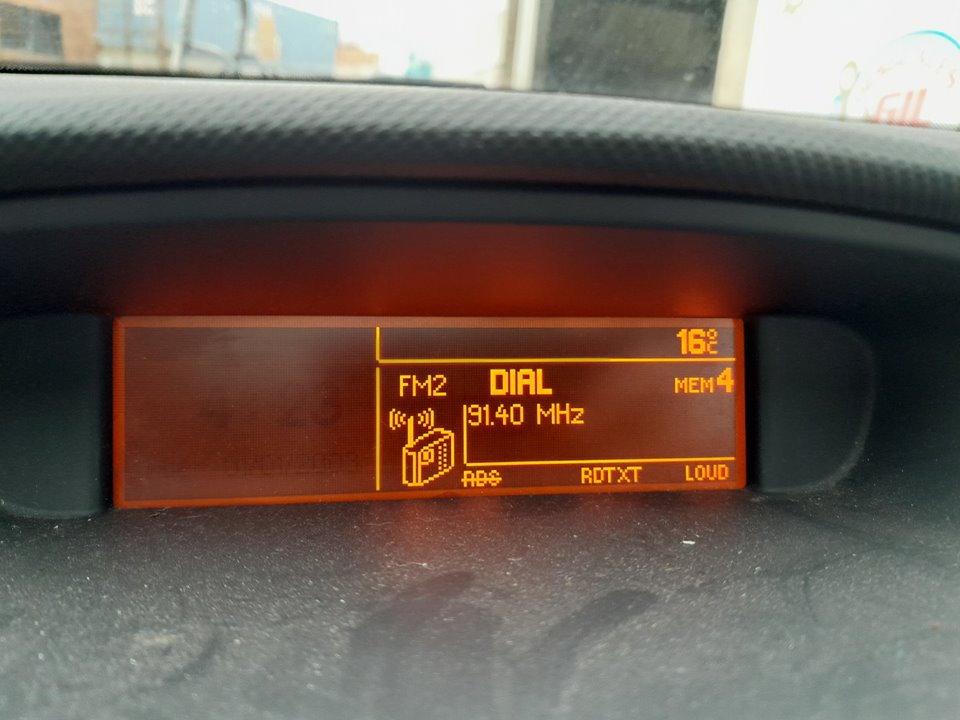 16°C
FM2 DIAL MEM4
91.40 MHz
RDS RDTXT LOUD